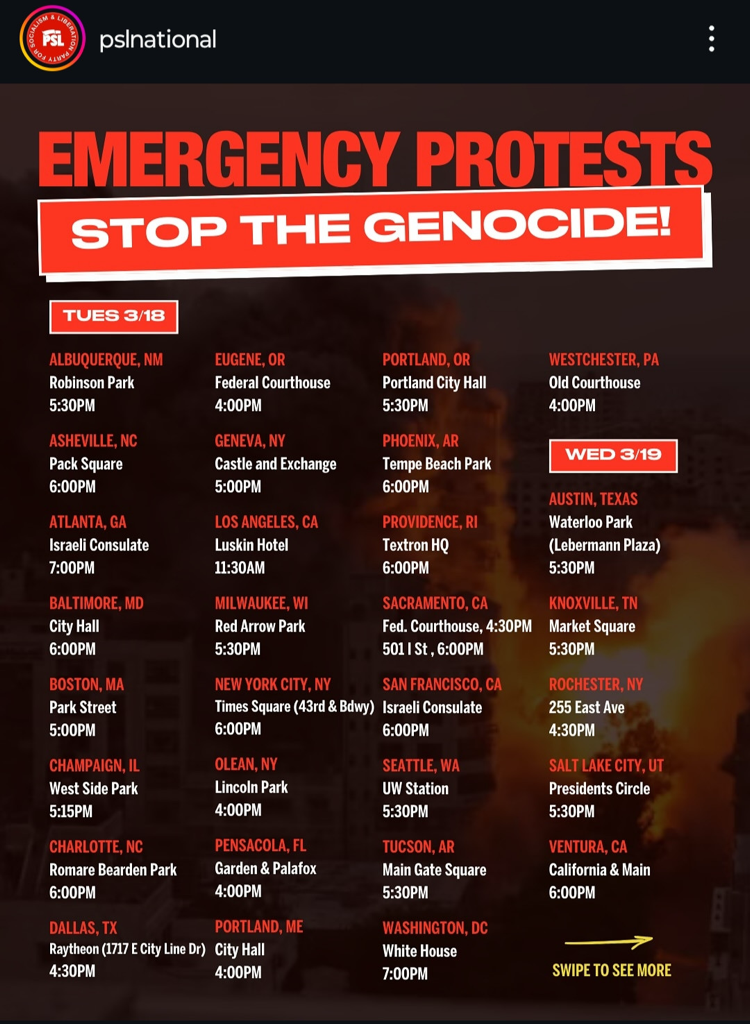 PARTY FOR SOCIALISM & LIBERATION
PSL
pslnational
EMERGENCY PROTESTS
STOP THE GENOCIDE!
TUES 3/18
ALBUQUERQUE, NM
Robinson Park
5:30PM
ASHEVILLE, NC
Pack Square
6:00PM
ATLANTA, GA
Israeli Consulate
7:00PM
BALTIMORE, MD
City Hall
6:00PM
BOSTON, MA
Park Street
5:00PM
CHAMPAIGN, IL
West Side Park
5:15PM
CHARLOTTE, NC
Romare Bearden Park
6:00PM
DALLAS, TX
Raytheon (1717 E City Line Dr)
4:30PM
EUGENE, OR
Federal Courthouse
4:00PM
GENEVA, NY
Castle and Exchange
5:00PM
LOS ANGELES, CA
Luskin Hotel
11:30AM
MILWAUKEE, WI
Red Arrow Park
5:30PM
NEW YORK CITY, NY
Times Square (43rd & Bdwy)
6:00PM
OLEAN, NY
Lincoln Park
4:00PM
PENSACOLA, FL
Garden & Palafox
4:00PM
PORTLAND, ME
City Hall
4:00PM
PORTLAND, OR
Portland City Hall
5:30PM
PHOENIX, AR
Tempe Beach Park
6:00PM
PROVIDENCE, RI
Textron HQ
6:00PM
SACRAMENTO, CA
Fed. Courthouse, 4:30PM
501 I St , 6:00PM
SAN FRANCISCO, CA
Israeli Consulate
6:00PM
SEATTLE, WA
UW Station
5:30PM
TUCSON, AR
Main Gate Square
5:30PM
WASHINGTON, DC
White House
7:00PM
WESTCHESTER, PA
Old Courthouse
4:00PM
WED 3/19
AUSTIN, TEXAS
Waterloo Park
(Lebermann Plaza)
5:30PM
KNOXVILLE, TN
Market Square
5:30PM
ROCHESTER, NY
255 East Ave
4:30PM
SALT LAKE CITY, UT
Presidents Circle
5:30PM
VENTURA, CA
California & Main
6:00PM
SWIPE TO SEE MORE